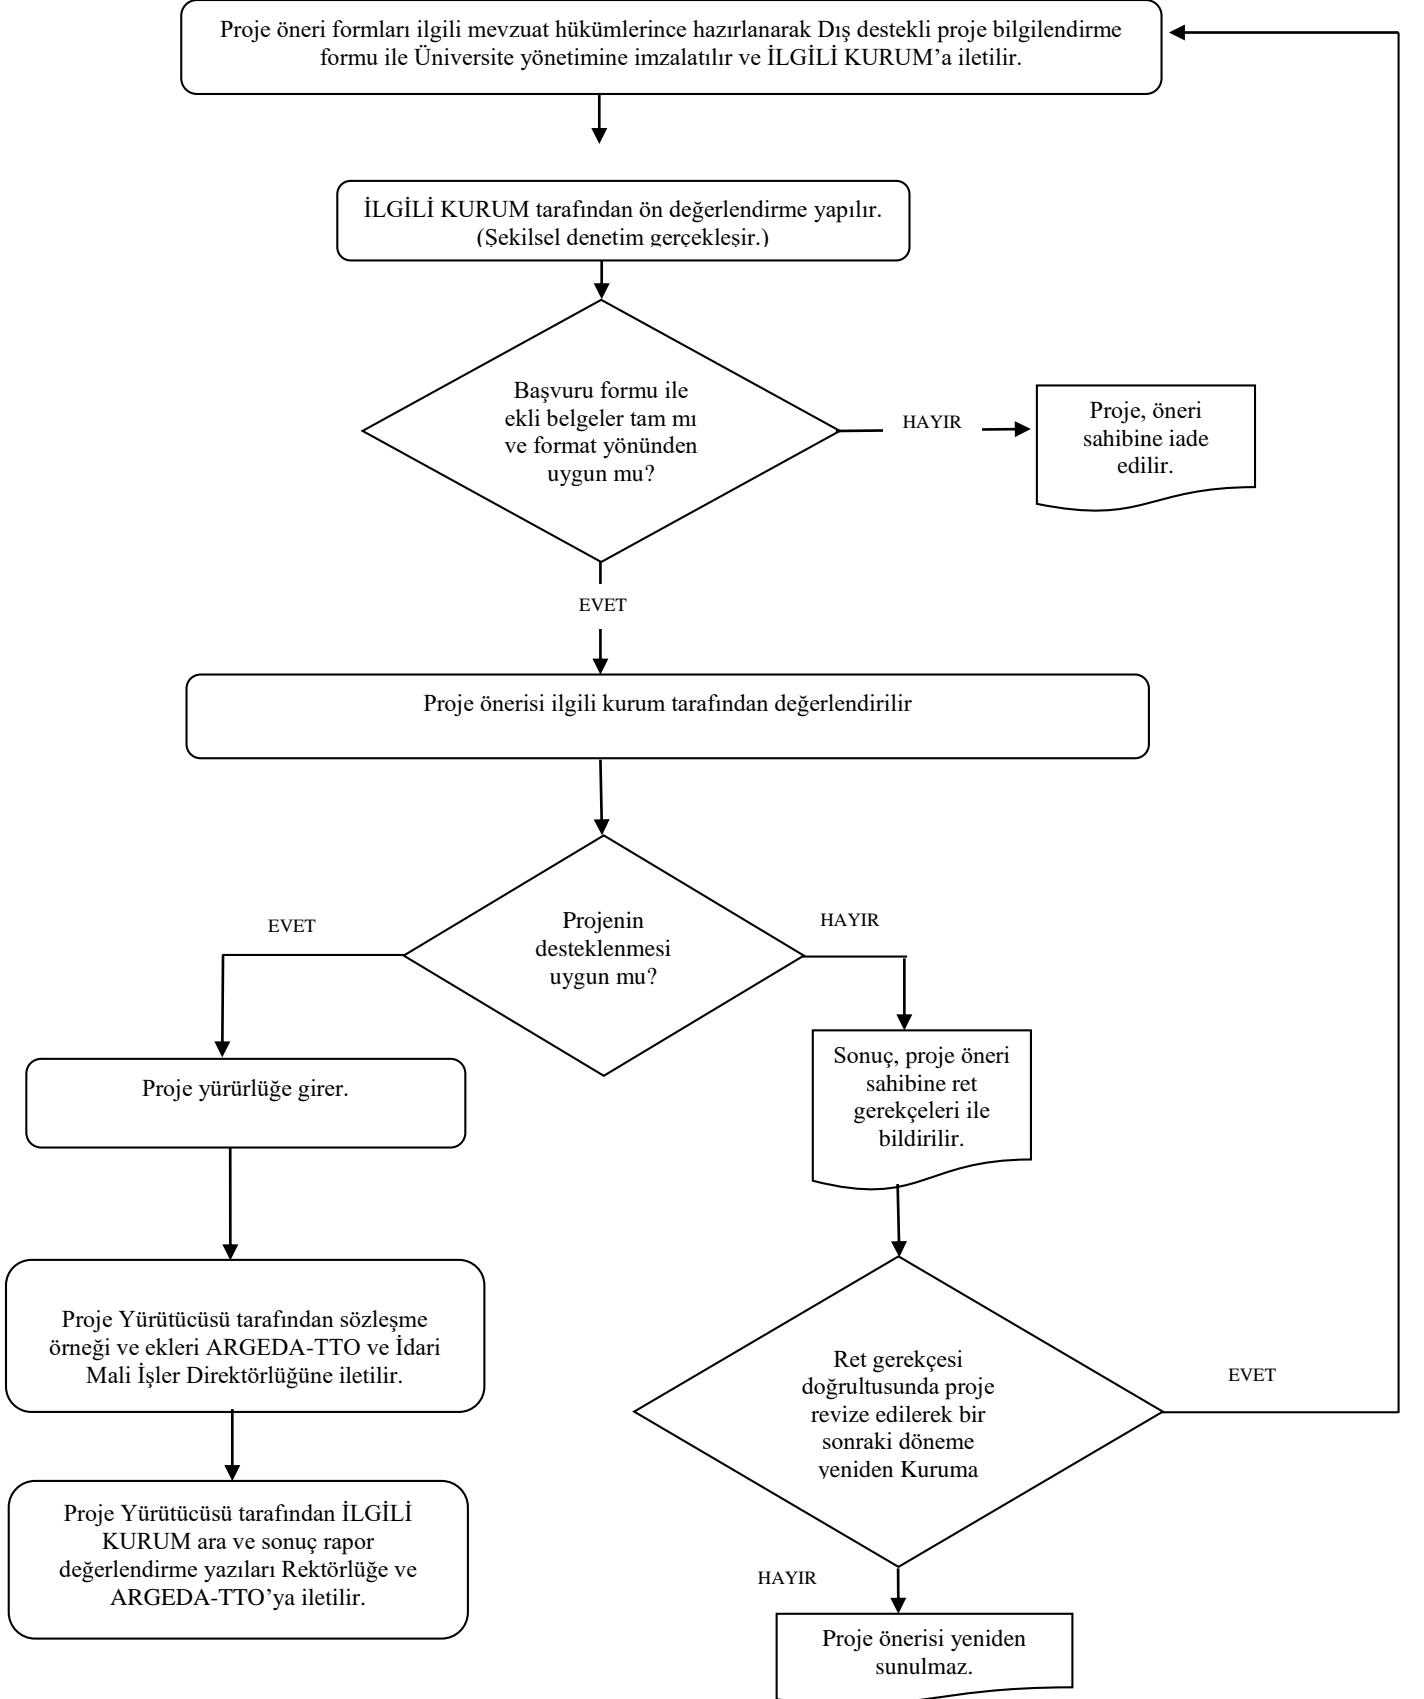 Proje öneri formları ilgili mevzuat hükümlerince hazırlanarak Dış destekli proje bilgilendirme
formu ile Üniversite yönetimine imzalatılır ve İLGİLİ KURUM’a iletilir.
İLGİLİ KURUM tarafından ön değerlendirme yapılır.
(Şekilsel denetim gerçekleşir.)
Başvuru formu ile
ekli belgeler tam mı
ve format yönünden
uygun mu?
HAYIR
Proje, öneri
sahibine iade
edilir.
EVET
Proje önerisi ilgili kurum tarafından değerlendirilir
Projenin
desteklenmesi
uygun mu?
EVET
HAYIR
Proje yürürlüğe girer.
Sonuç, proje öneri
sahibine ret
gerekçeleri ile
bildirilir.
Proje Yürütücüsü tarafından sözleşme
örneği ve ekleri ARGEDA-TTO ve İdari
Mali İşler Direktörlüğüne iletilir.
Ret gerekçesi
doğrultusunda proje
revize edilerek bir
sonraki döneme
yeniden Kuruma
EVET
Proje Yürütücüsü tarafından İLGİLİ
KURUM ara ve sonuç rapor
değerlendirme yazıları Rektörlüğe ve
ARGEDA-TTO’ya iletilir.
HAYIR
Proje önerisi yeniden
sunulmaz.